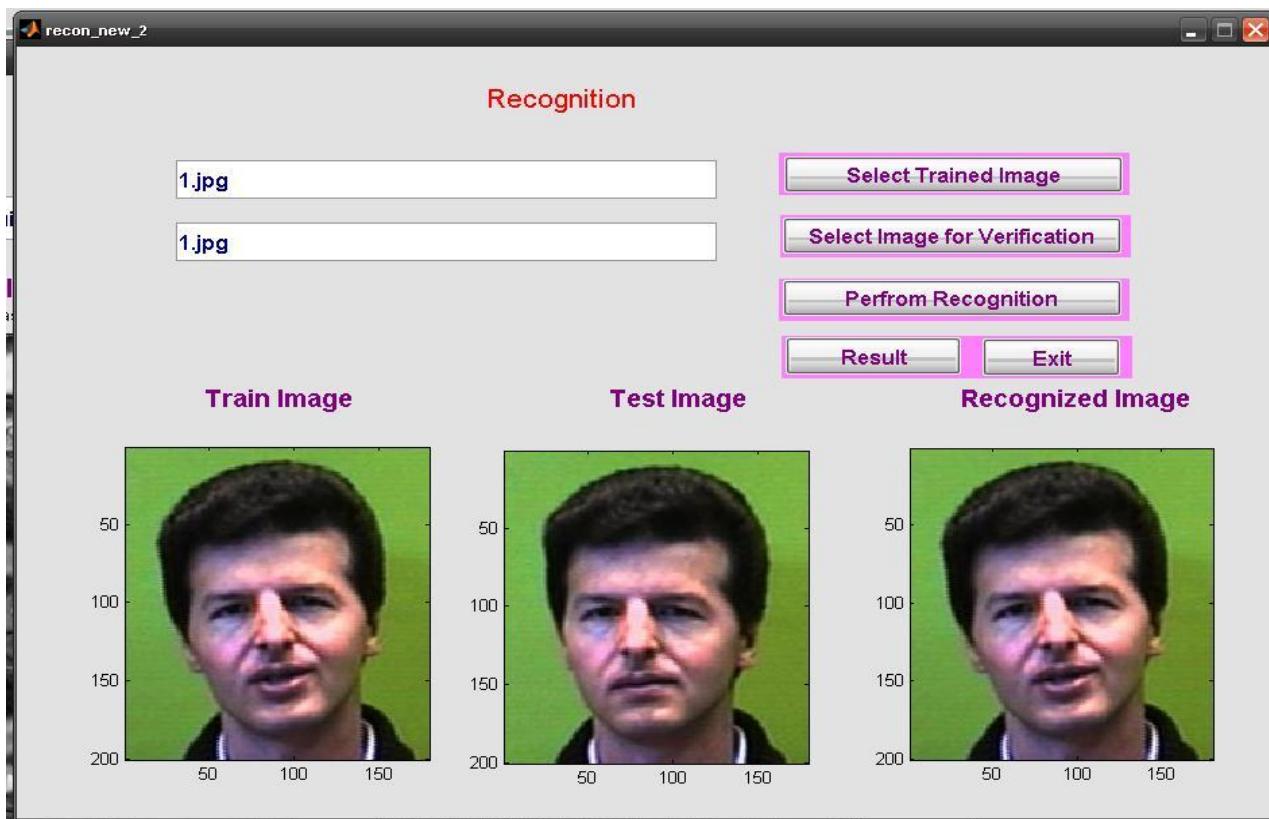 recon_new_2
Recognition
1.jpg
Select Trained Image
1.jpg
Select Image for Verification
Perfrom Recognition
Result
Exit
Train Image
Test Image
Recognized Image
50
100
150
200
50 100 150
50
100
150
200
50 100 150
50
100
150
200
50 100 150